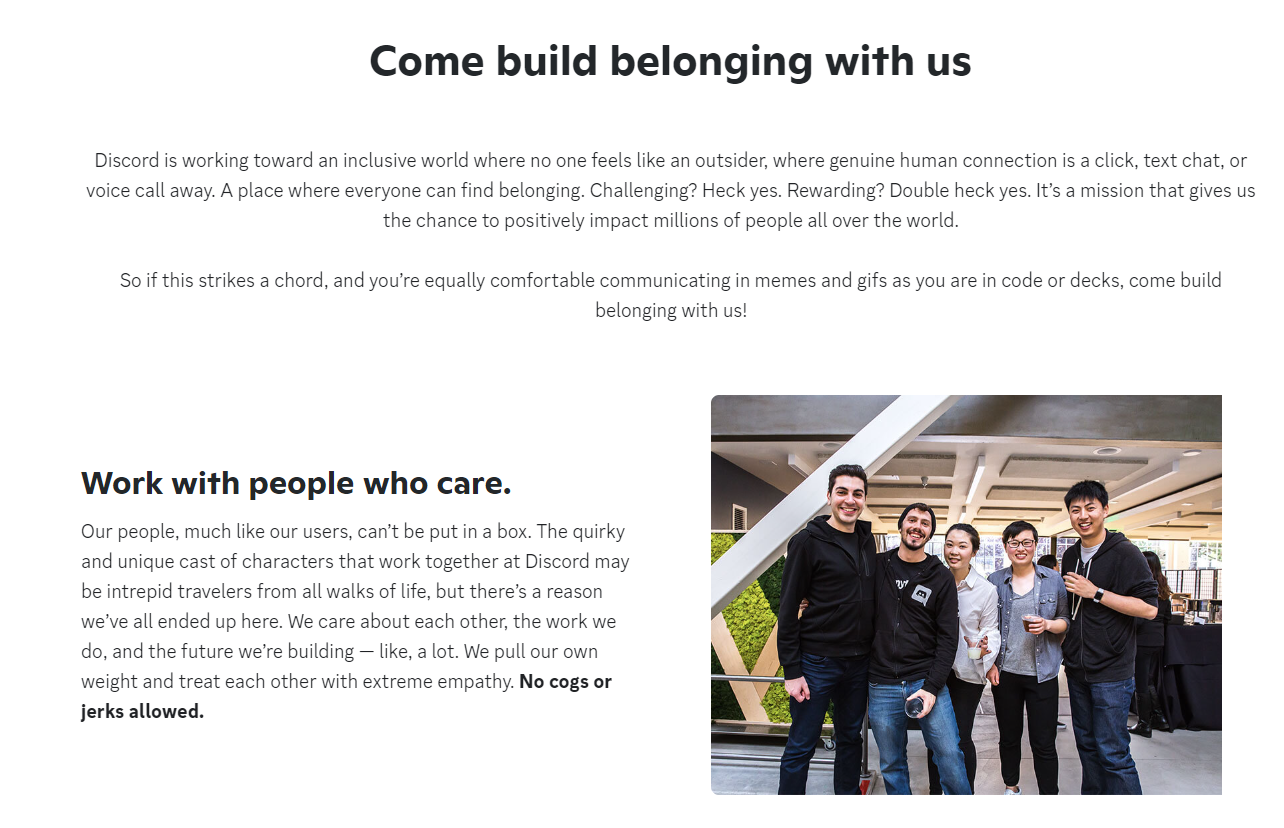 Come build belonging with us
Discord is working toward an inclusive world where no one feels like an outsider, where genuine human connection is a click, text chat, or
voice call away. A place where everyone can find belonging. Challenging? Heck yes. Rewarding? Double heck yes. It’s a mission that gives us
the chance to positively impact millions of people all over the world.
So if this strikes a chord, and you’re equally comfortable communicating in memes and gifs as you are in code or decks, come build
belonging with us!
Work with people who care.
Our people, much like our users, can’t be put in a box. The quirky
and unique cast of characters that work together at Discord may
be intrepid travelers from all walks of life, but there’s a reason
we’ve all ended up here. We care about each other, the work we
do, and the future we’re building — like, a lot. We pull our own
weight and treat each other with extreme empathy. No cogs or
jerks allowed.